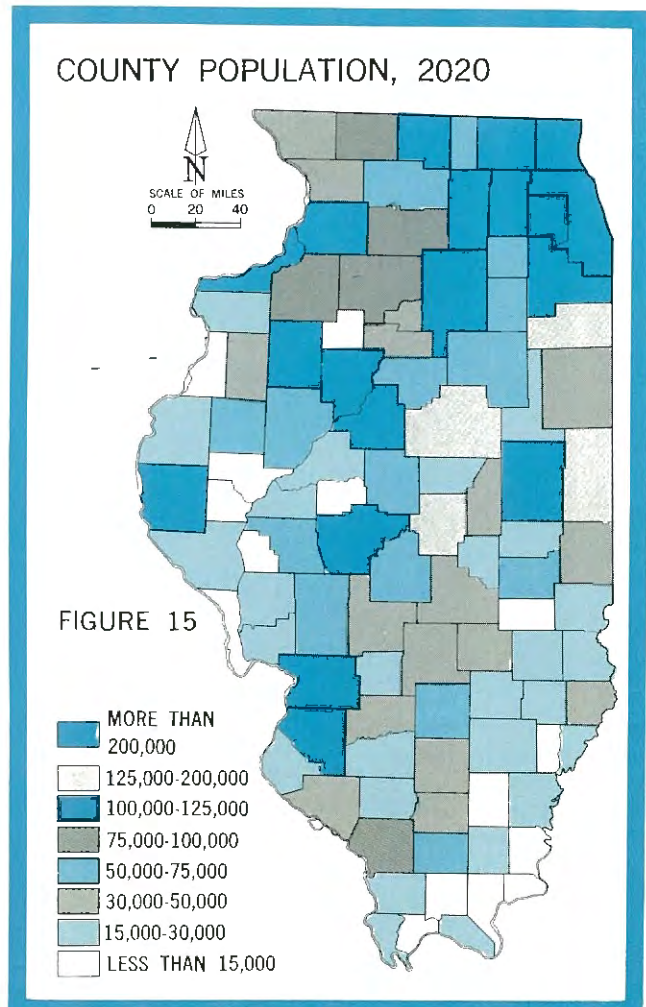 COUNTY POPULATION, 2020
N
SCALE OF MILES
0 20 40
FIGURE 15
MORE THAN
200,000
125,000-200,000
100,000-125,000
75,000-100,000
50,000-75,000
30,000-50,000
15,000-30,000
LESS THAN 15,000